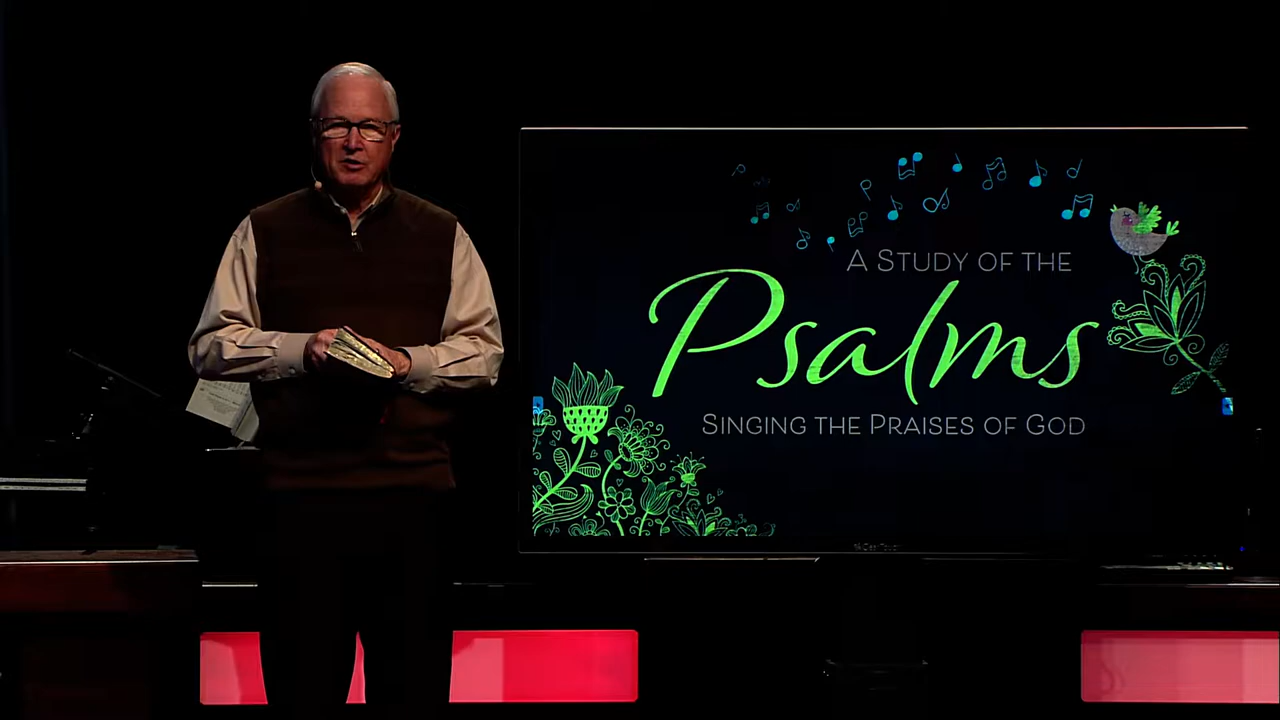 A STUDY OF THE
Psalms
SINGING THE PRAISES OF GOD